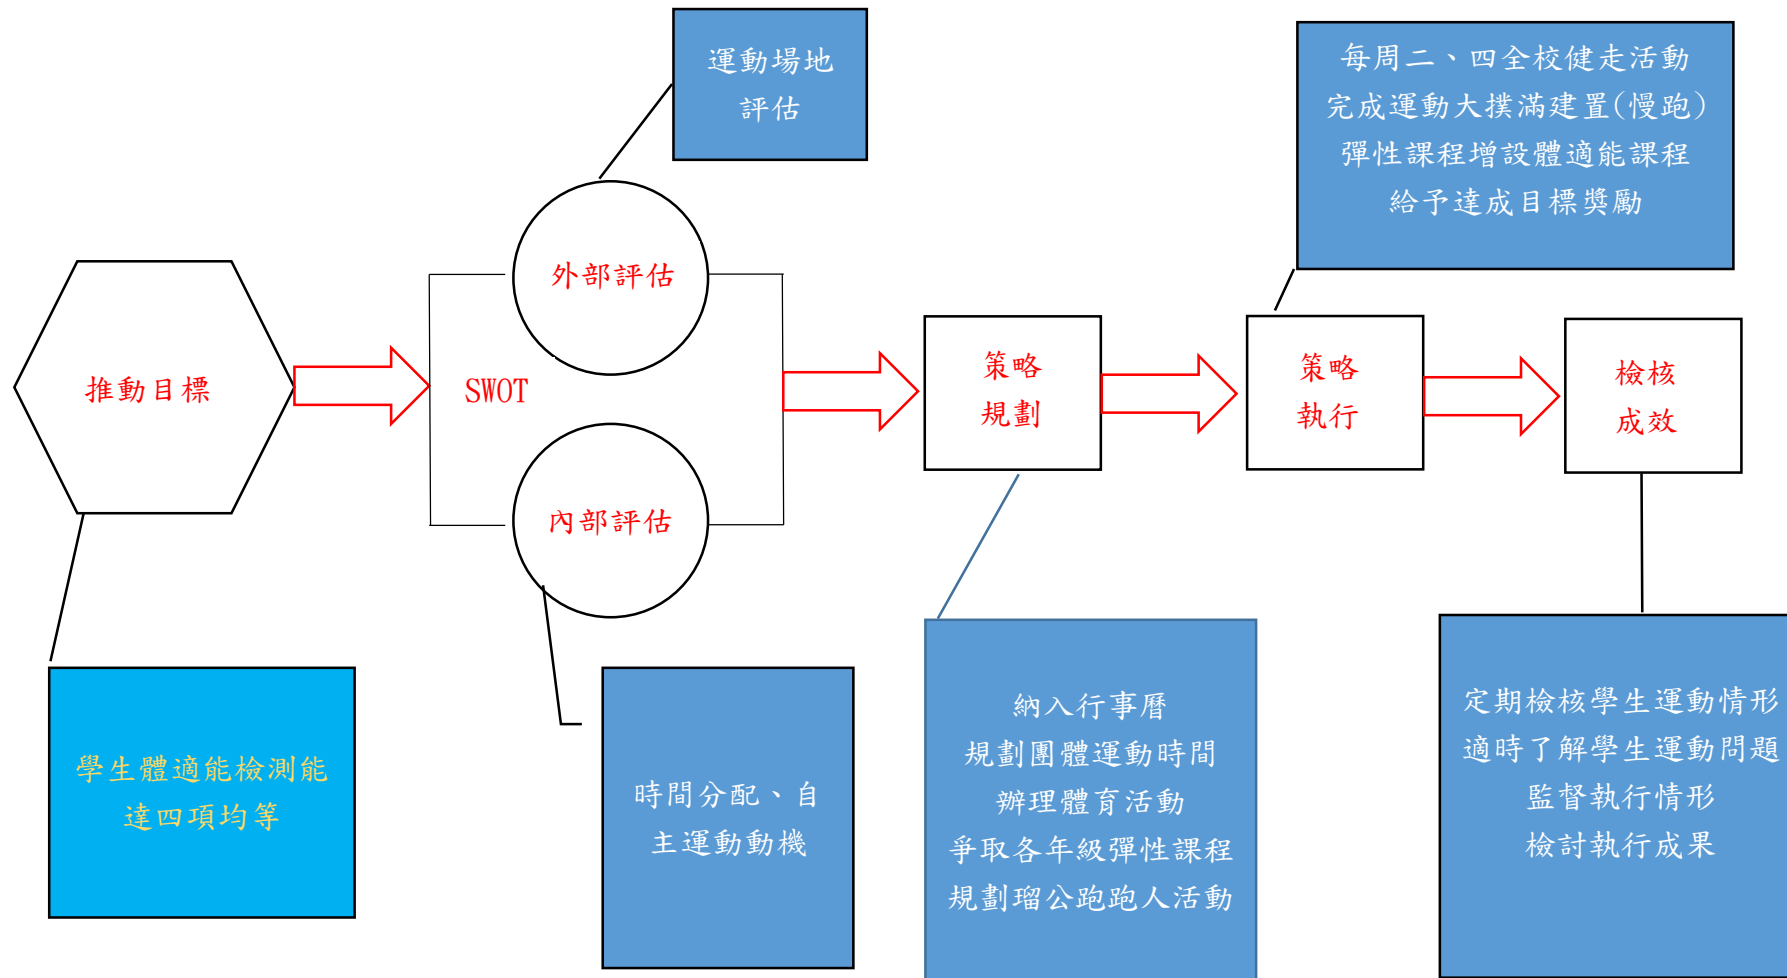 運動場地
評估
每周二、四全校健走活動
完成運動大撲滿建置(慢跑)
彈性課程增設體適能課程
給予達成目標獎勵
推動目標
外部評估
SWOT
內部評估
策略
規劃
策略
執行
檢核
成效
學生體適能檢測能
達四項均等
時間分配、自
主運動動機
納入行事曆
規劃團體運動時間
辦理體育活動
爭取各年級彈性課程
規劃瑠公跑跑人活動
定期檢核學生運動情形
適時了解學生運動問題
監督執行情形
檢討執行成果